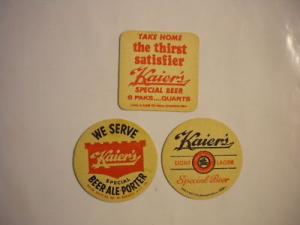 TAKE HOME
the thirst
satisfier
Kaier's
SPECIAL BEER
6 PAKS....QUARTS
WE SERVE
Kaier's
SPECIAL
BEER·ALE·PORTER
Kaier's
LIGHT LAGER
Special Beer